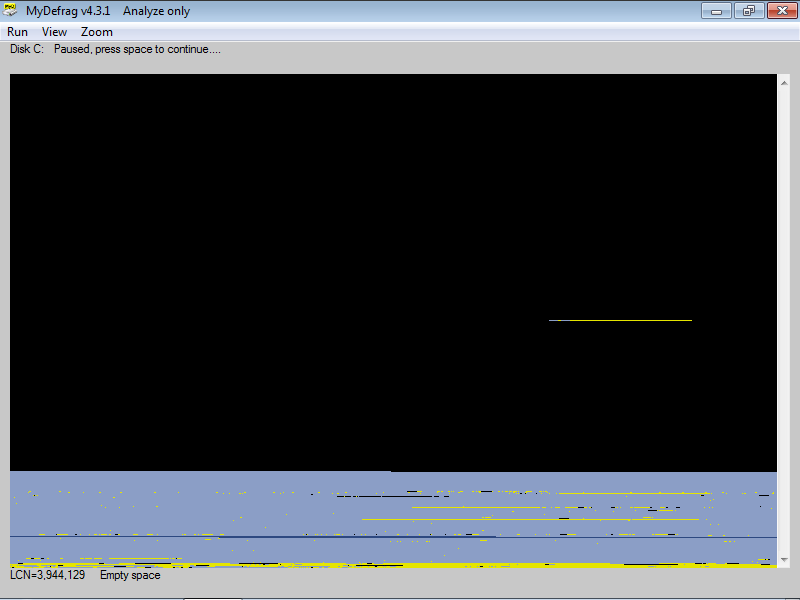 MyDefrag v4.3.1 Analyze only
Run View Zoom
Disk C: Paused, press space to continue....
LCN=3,944,129 Empty space